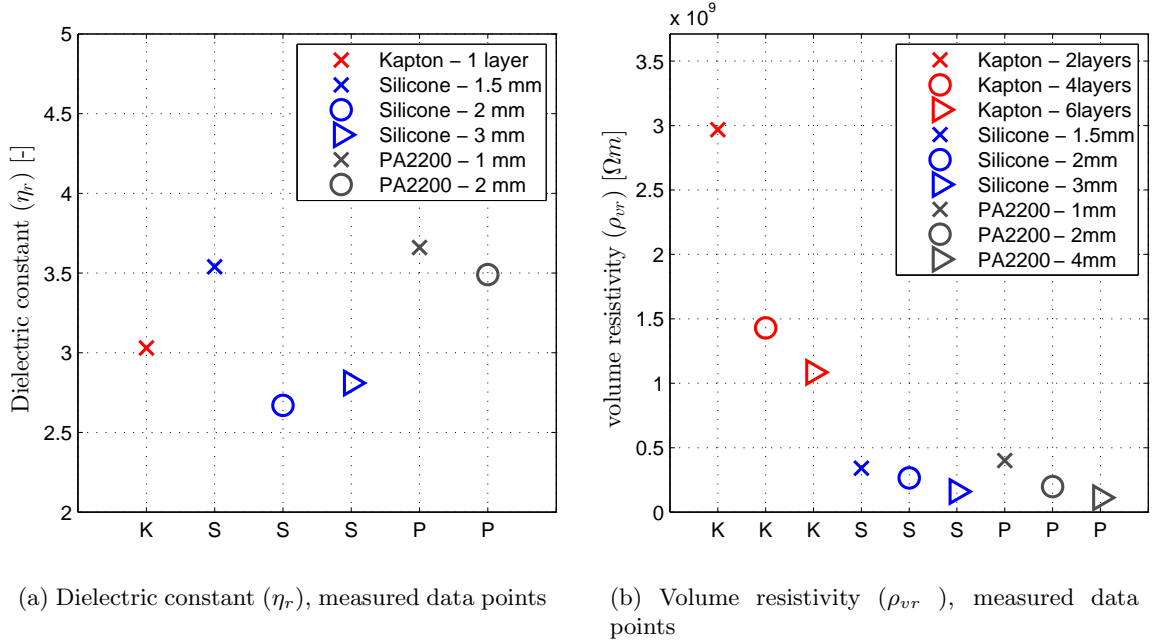 5
4.5
4
3.5
3
2.5
2
Dielectric constant (η_r) [-]
Kapton − 1 layer
Silicone − 1.5 mm
Silicone − 2 mm
Silicone − 3 mm
PA2200 − 1 mm
PA2200 − 2 mm
K S S S P P
(a) Dielectric constant (η_r), measured data points
x 10^9
3.5
3
2.5
2
1.5
1
0.5
0
volume resistivity (ρ_vr) [Ωm]
Kapton − 2layers
Kapton − 4layers
Kapton − 6layers
Silicone − 1.5mm
Silicone − 2mm
Silicone − 3mm
PA2200 − 1mm
PA2200 − 2mm
PA2200 − 4mm
K K K S S S P P P
(b) Volume resistivity (ρ_vr ), measured data
points